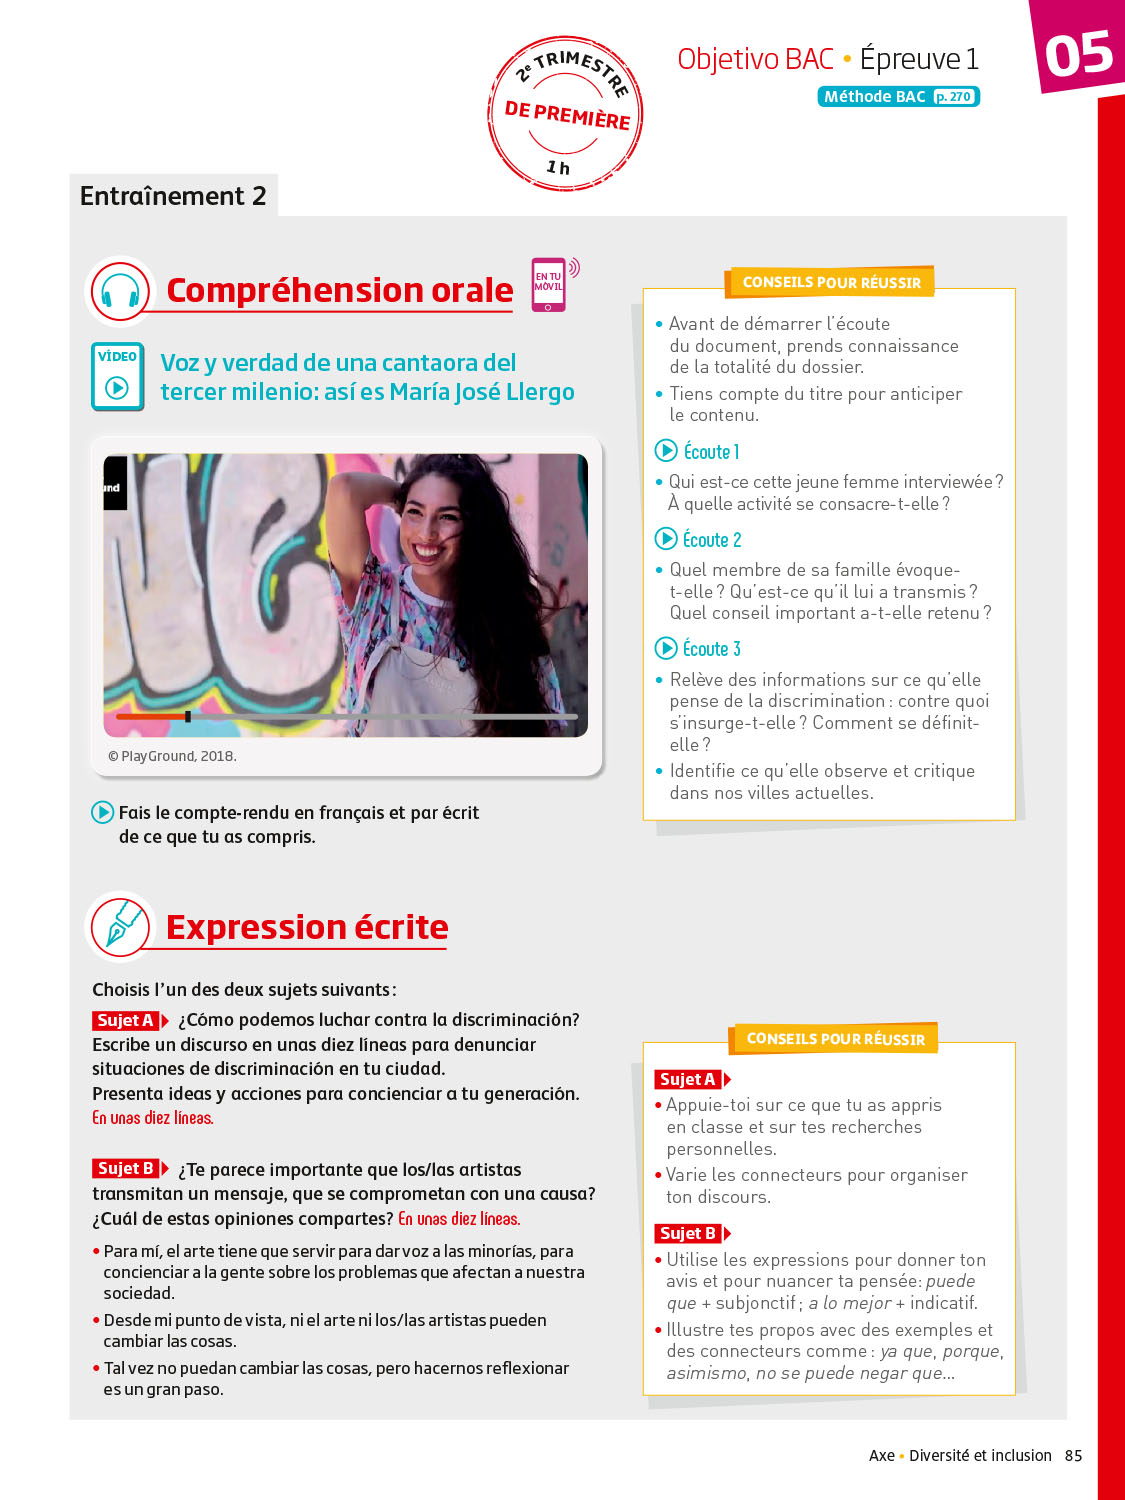 05
Objetivo BAC • Épreuve 1
Méthode BAC p. 270
2e TRIMESTRE
DE PREMIÈRE
1 h
Entraînement 2
Compréhension orale
EN TU
MÓVIL
VÍDEO
Voz y verdad de una cantaora del
tercer milenio: así es María José Llergo
und
© PlayGround, 2018.
Fais le compte-rendu en français et par écrit
de ce que tu as compris.
CONSEILS POUR RÉUSSIR
• Avant de démarrer l'écoute
du document, prends connaissance
de la totalité du dossier.
• Tiens compte du titre pour anticiper
le contenu.
Écoute 1
• Qui est-ce cette jeune femme interviewée ?
À quelle activité se consacre-t-elle ?
Écoute 2
• Quel membre de sa famille évoque-
t-elle ? Qu'est-ce qu'il lui a transmis ?
Quel conseil important a-t-elle retenu ?
Écoute 3
• Relève des informations sur ce qu'elle
pense de la discrimination : contre quoi
s'insurge-t-elle ? Comment se définit-
elle ?
• Identifie ce qu'elle observe et critique
dans nos villes actuelles.
Expression écrite
Choisis l'un des deux sujets suivants :
Sujet A ¿Cómo podemos luchar contra la discriminación?
Escribe un discurso en unas diez líneas para denunciar
situaciones de discriminación en tu ciudad.
Presenta ideas y acciones para concienciar a tu generación.
En unas diez líneas.
Sujet B ¿Te parece importante que los/las artistas
transmitan un mensaje, que se comprometan con una causa?
¿Cuál de estas opiniones compartes? En unas diez líneas.
• Para mí, el arte tiene que servir para dar voz a las minorías, para
concienciar a la gente sobre los problemas que afectan a nuestra
sociedad.
• Desde mi punto de vista, ni el arte ni los/las artistas pueden
cambiar las cosas.
• Tal vez no puedan cambiar las cosas, pero hacernos reflexionar
es un gran paso.
CONSEILS POUR RÉUSSIR
Sujet A
• Appuie-toi sur ce que tu as appris
en classe et sur tes recherches
personnelles.
• Varie les connecteurs pour organiser
ton discours.
Sujet B
• Utilise les expressions pour donner ton
avis et pour nuancer ta pensée : puede
que + subjonctif ; a lo mejor + indicatif.
• Illustre tes propos avec des exemples et
des connecteurs comme : ya que, porque,
asimismo, no se puede negar que...
Axe • Diversité et inclusion 85